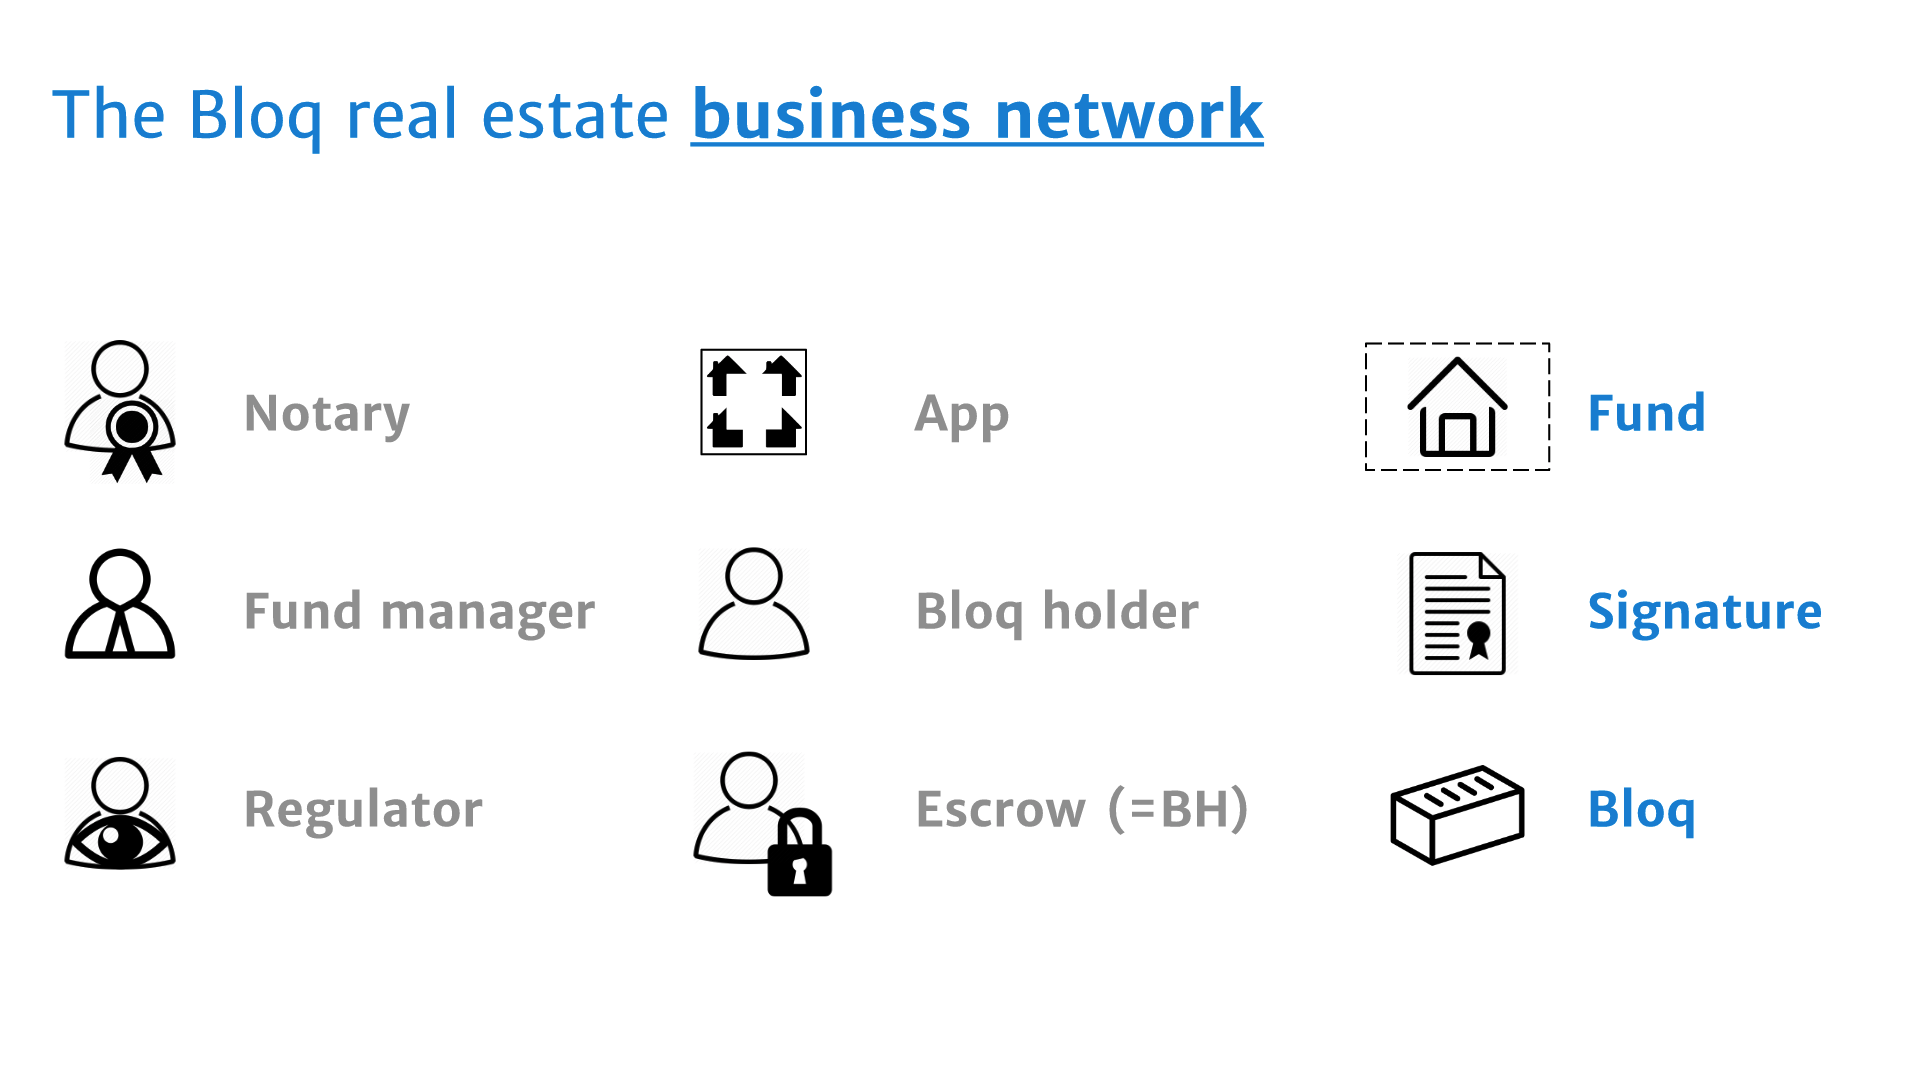 The Bloq real estate business network
Notary
App
Fund
Fund manager
Bloq holder
Signature
Regulator
Escrow (=BH)
Bloq